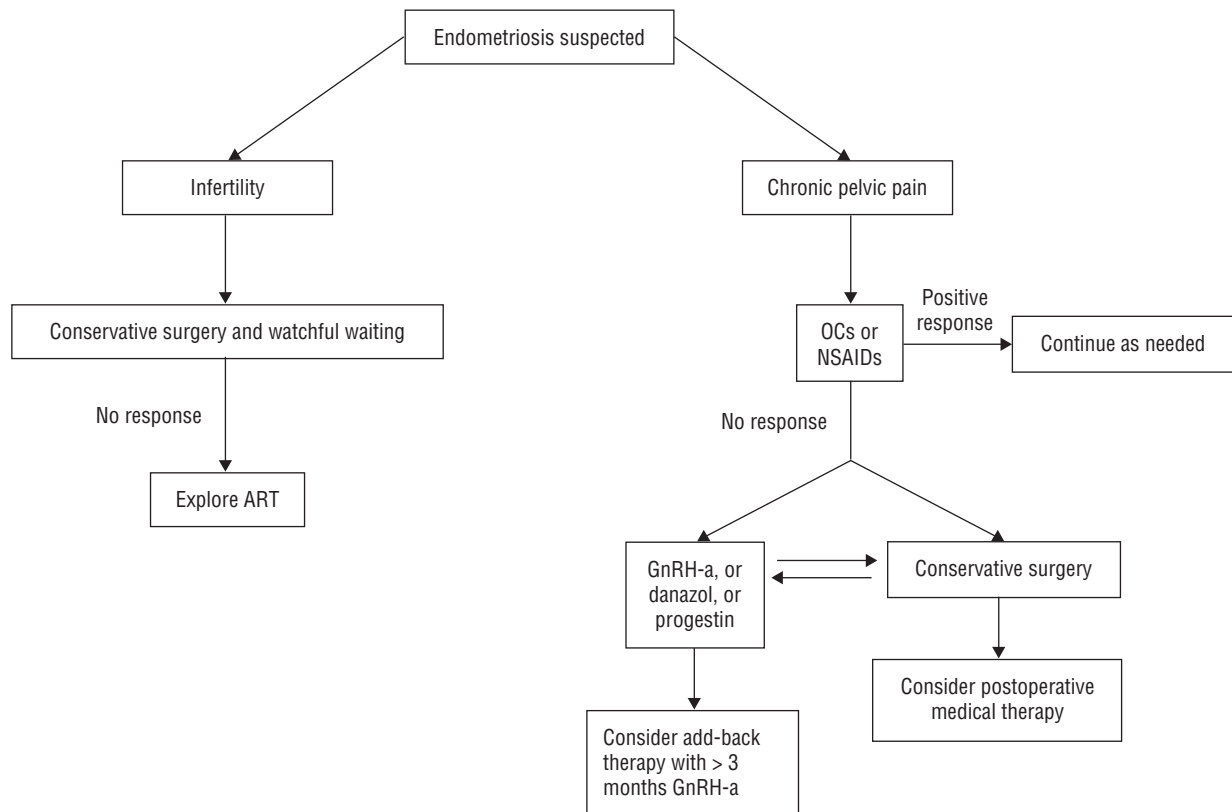 Endometriosis suspected
Infertility
Chronic pelvic pain
Conservative surgery and watchful waiting
OCs or
NSAIDs
Positive
response
Continue as needed
No response
No response
Explore ART
GnRH-a, or
danazol, or
progestin
Conservative surgery
Consider postoperative
medical therapy
Consider add-back
therapy with > 3
months GnRH-a